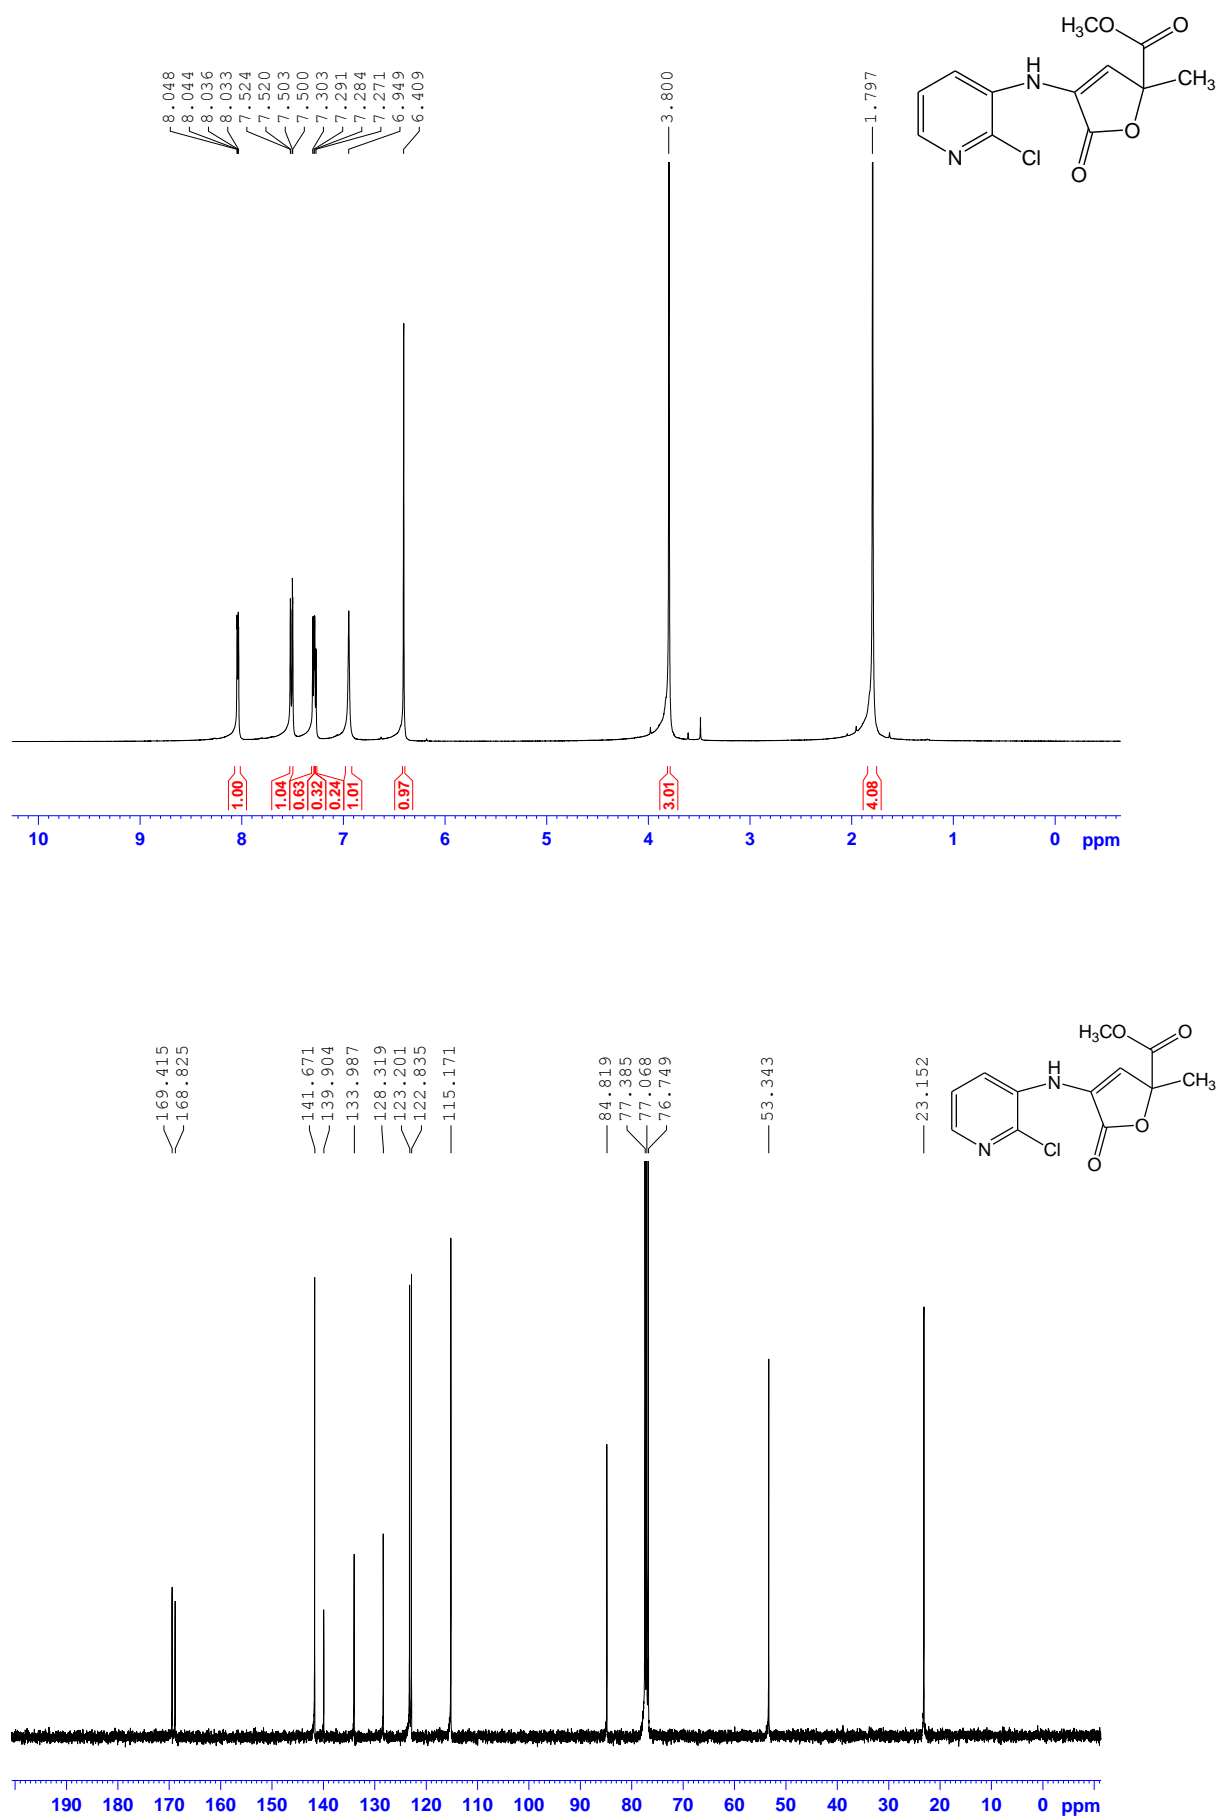 H₃CO
O
H
N
CH₃
N
Cl
O
O
8.048
8.044
8.036
8.033
7.524
7.520
7.503
7.500
7.303
7.291
7.284
7.271
6.949
6.409
3.800
1.797
1.00
1.04
0.63
0.32
0.24
1.01
0.97
3.01
4.08
10 9 8 7 6 5 4 3 2 1 0 ppm
H₃CO
O
H
N
CH₃
N
Cl
O
O
169.415
168.825
141.671
139.904
133.987
128.319
123.201
122.835
115.171
84.819
77.385
77.068
76.749
53.343
23.152
190 180 170 160 150 140 130 120 110 100 90 80 70 60 50 40 30 20 10 0 ppm